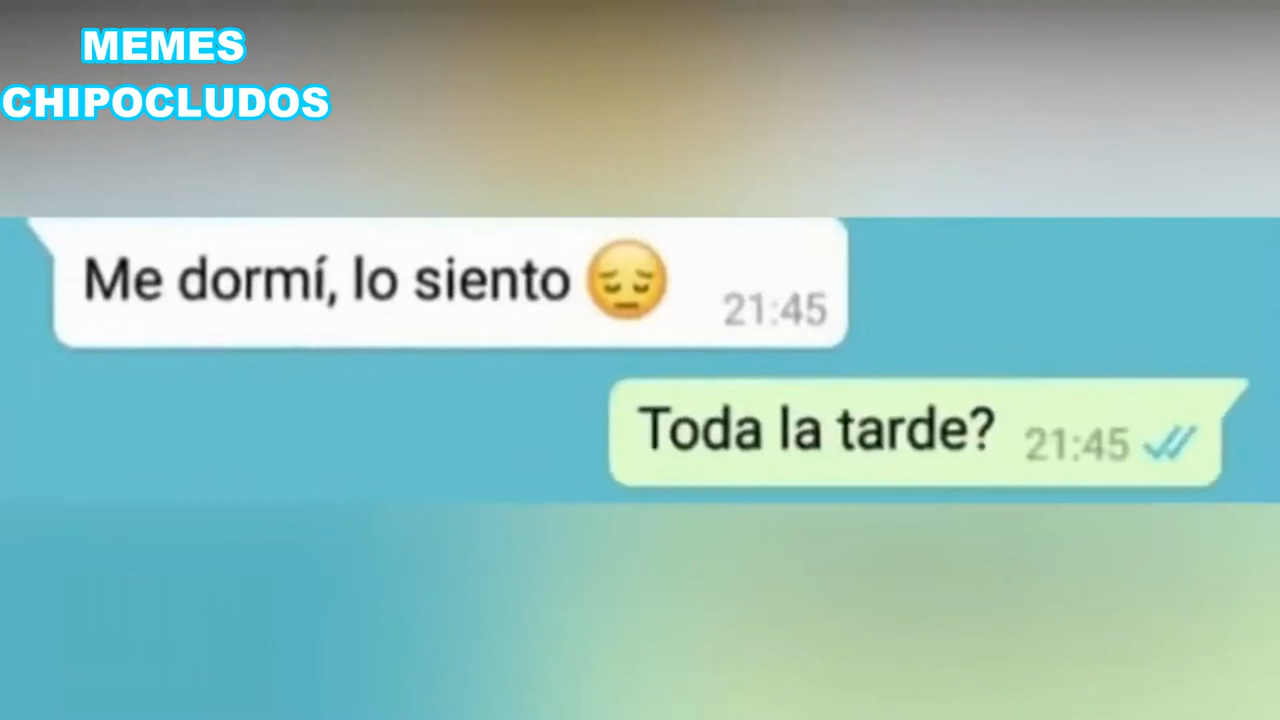 MEMES
CHIPOCLUDOS
Me dormí, lo siento 😔 21:45
Toda la tarde? 21:45